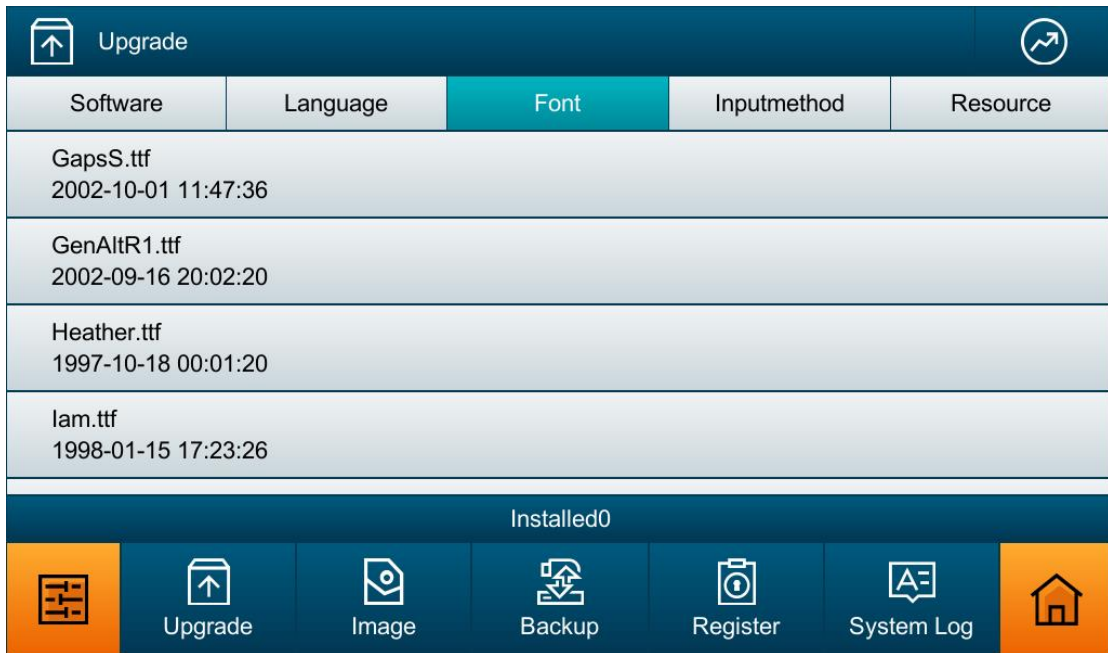 Upgrade
Software Language Font Inputmethod Resource
GapsS.ttf
2002-10-01 11:47:36
GenAltR1.ttf
2002-09-16 20:02:20
Heather.ttf
1997-10-18 00:01:20
Iam.ttf
1998-01-15 17:23:26
Installed0
Upgrade Image Backup Register System Log